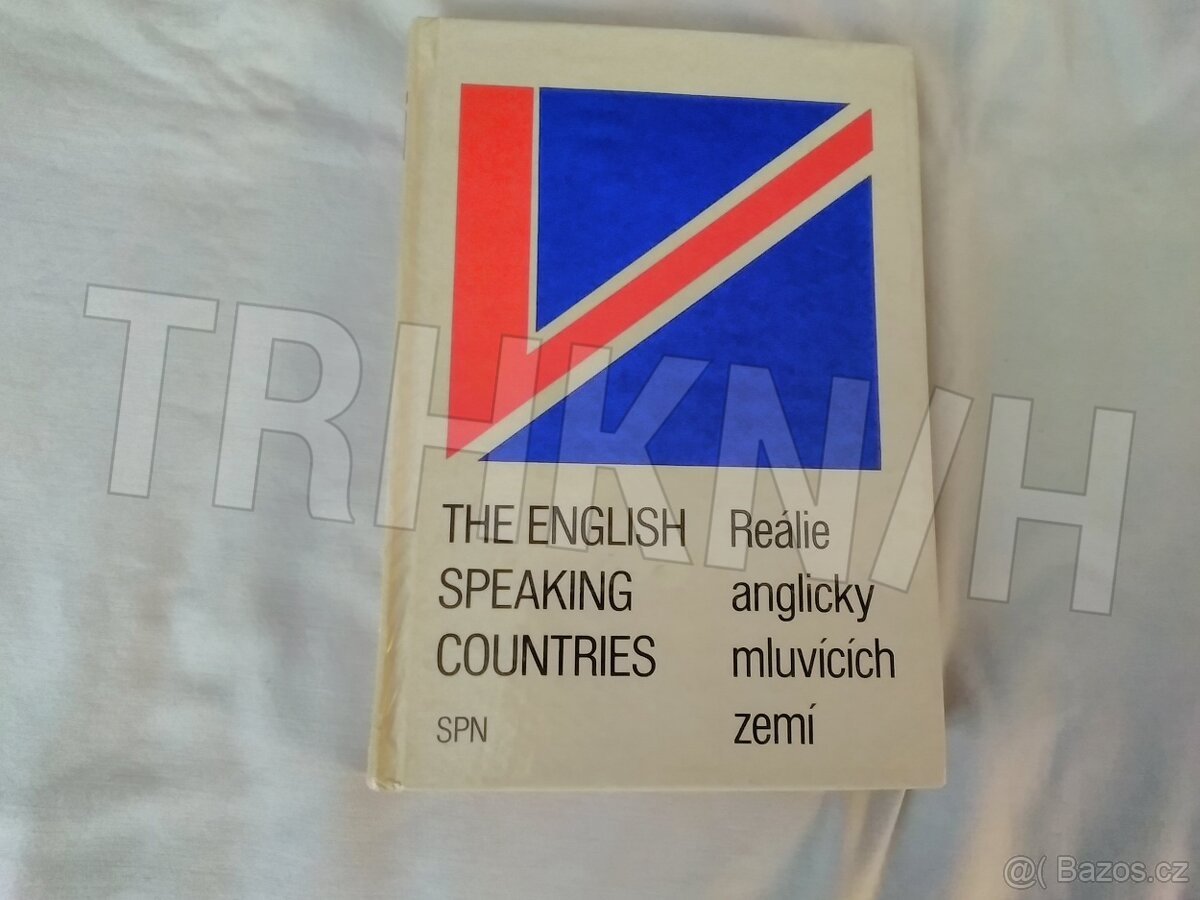 THE ENGLISH
SPEAKING
COUNTRIES
SPN
Reálie
anglicky
mluvících
zemí
TRHKNIH
@( Bazos.cz